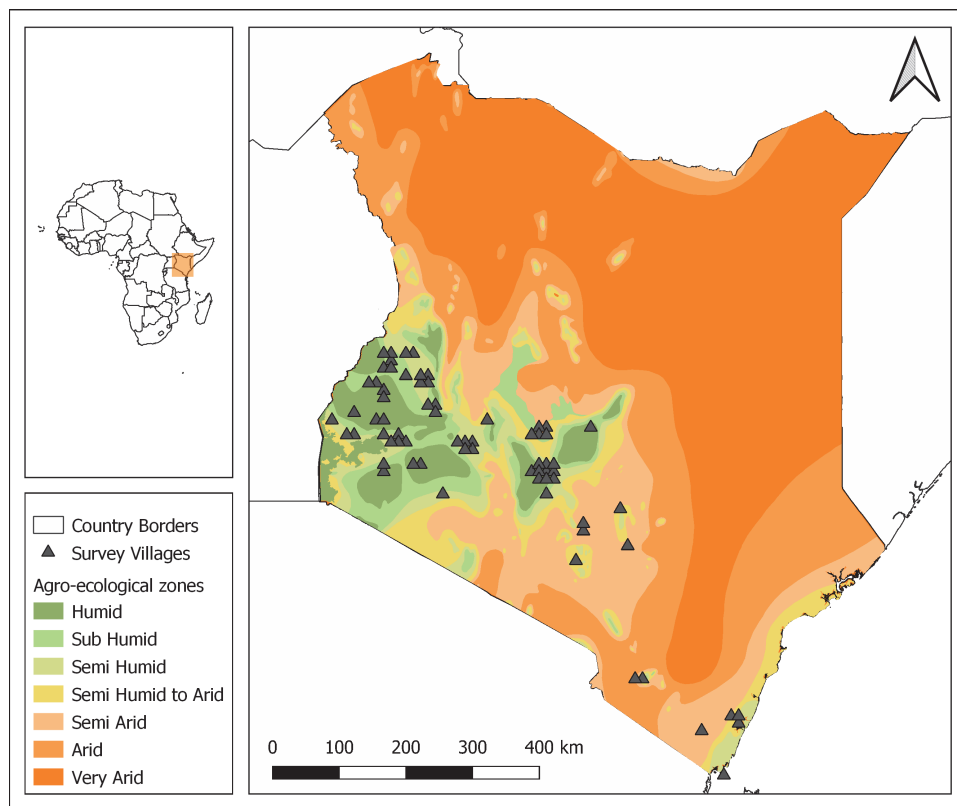 Country Borders
Survey Villages
Agro-ecological zones
Humid
Sub Humid
Semi Humid
Semi Humid to Arid
Semi Arid
Arid
Very Arid
0 100 200 300 400 km